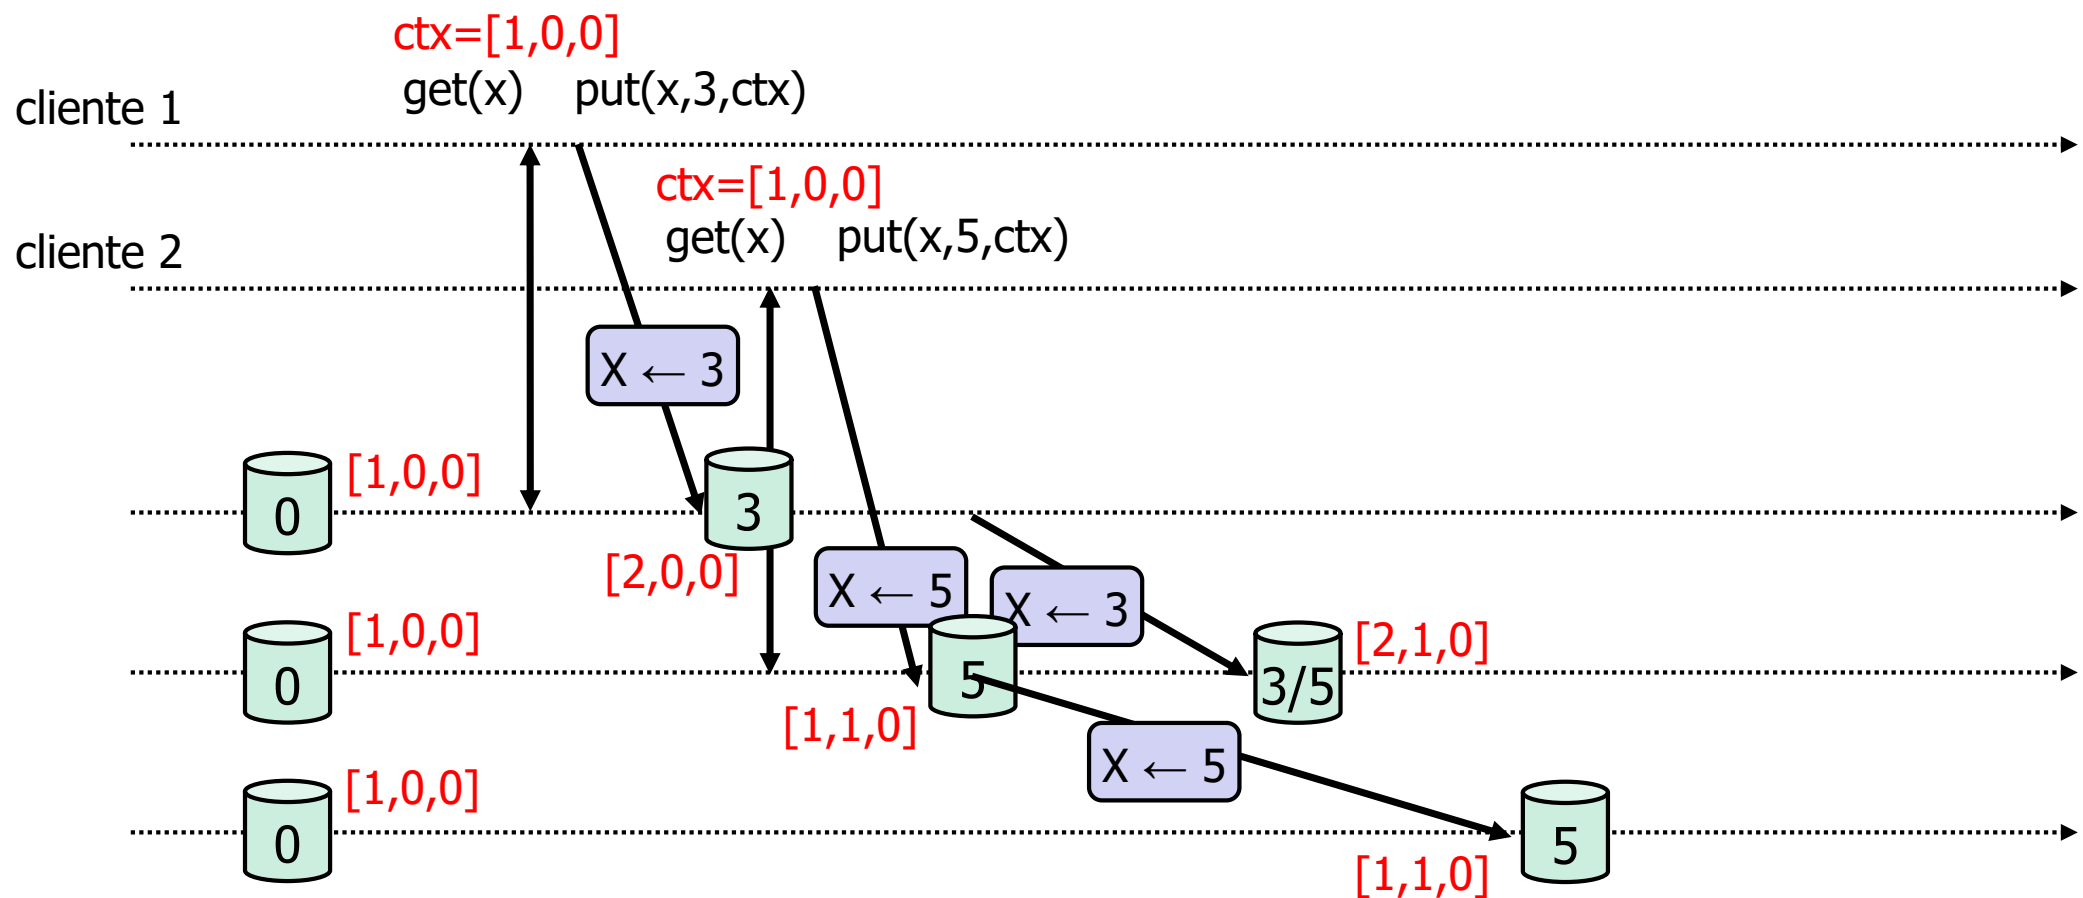 ctx=[1,0,0]
get(x) put(x,3,ctx)
cliente 1
ctx=[1,0,0]
get(x) put(x,5,ctx)
cliente 2
X ← 3
[1,0,0]
0
3
[2,0,0]
X ← 5
X ← 3
[1,0,0]
0
5
[2,1,0]
3/5
[1,1,0]
X ← 5
[1,0,0]
0
5
[1,1,0]